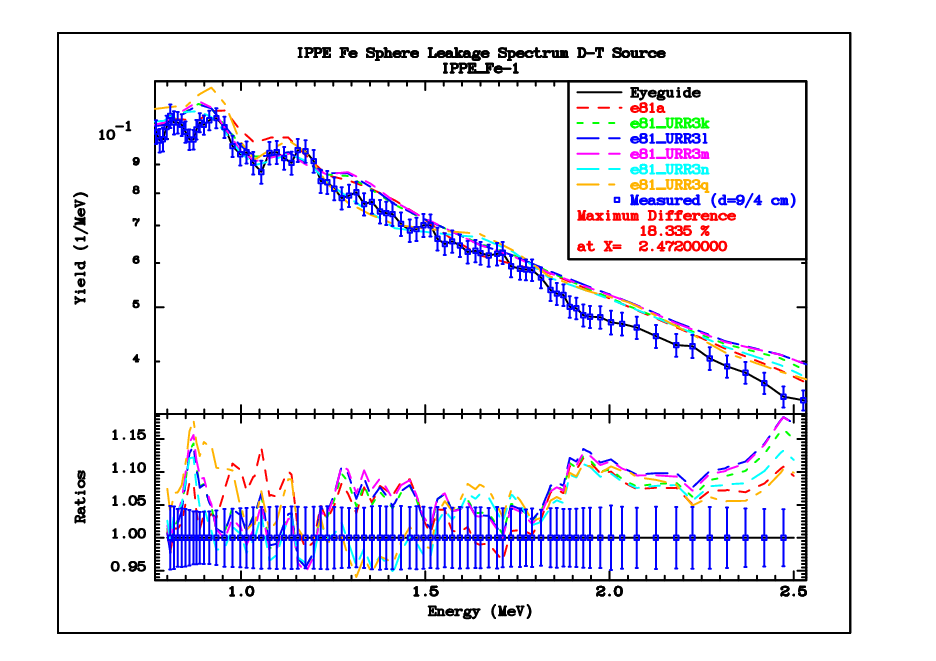 IPPE Fe Sphere Leakage Spectrum D-T Source
IPPE_Fe-1
Eyeguide
e81a
e81_URR3k
e81_URR3l
e81_URR3m
e81_URR3n
e81_URR3q
Measured (d=9/4 cm)
Maximum Difference
18.335 %
at X= 2.47200000
10-1
9
8
7
6
5
4
Yield (1/MeV)
1.15
1.10
1.05
1.00
0.95
Ratios
1.0 1.5 2.0 2.5
Energy (MeV)